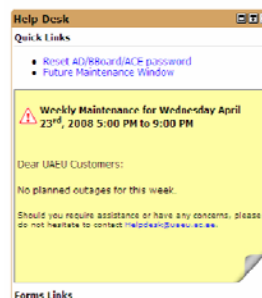 Help Desk
Quick Links
Reset AD/BBoard/ACE password
Future Maintenance Window
Weekly Maintenance for Wednesday April
23rd, 2008 5:00 PM to 9:00 PM
Dear UAEU Customers:
No planned outages for this week.
Should you require assistance or have any concerns, please
do not hesitate to contact Helpdesk@uaeu.ac.ae.
Forms Links